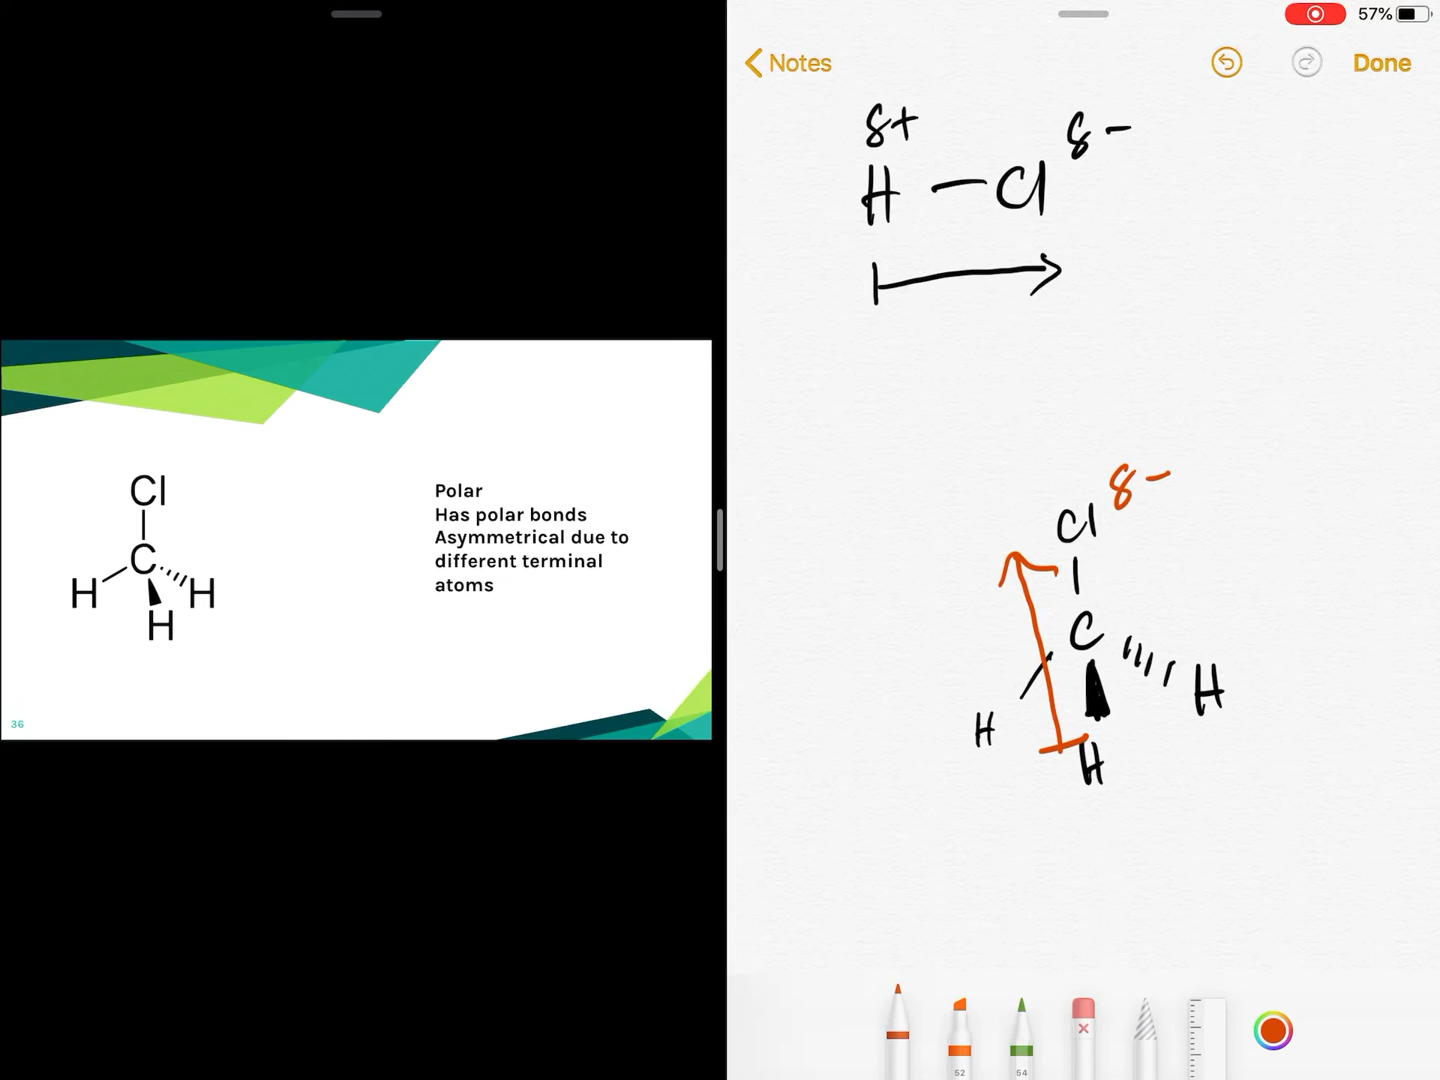 57%
Notes
Done
δ+
δ-
H - Cl
Cl
C
H
H
H
Polar
Has polar bonds
Asymmetrical due to
different terminal
atoms
36
δ-
Cl
C
H
H
H
52
54